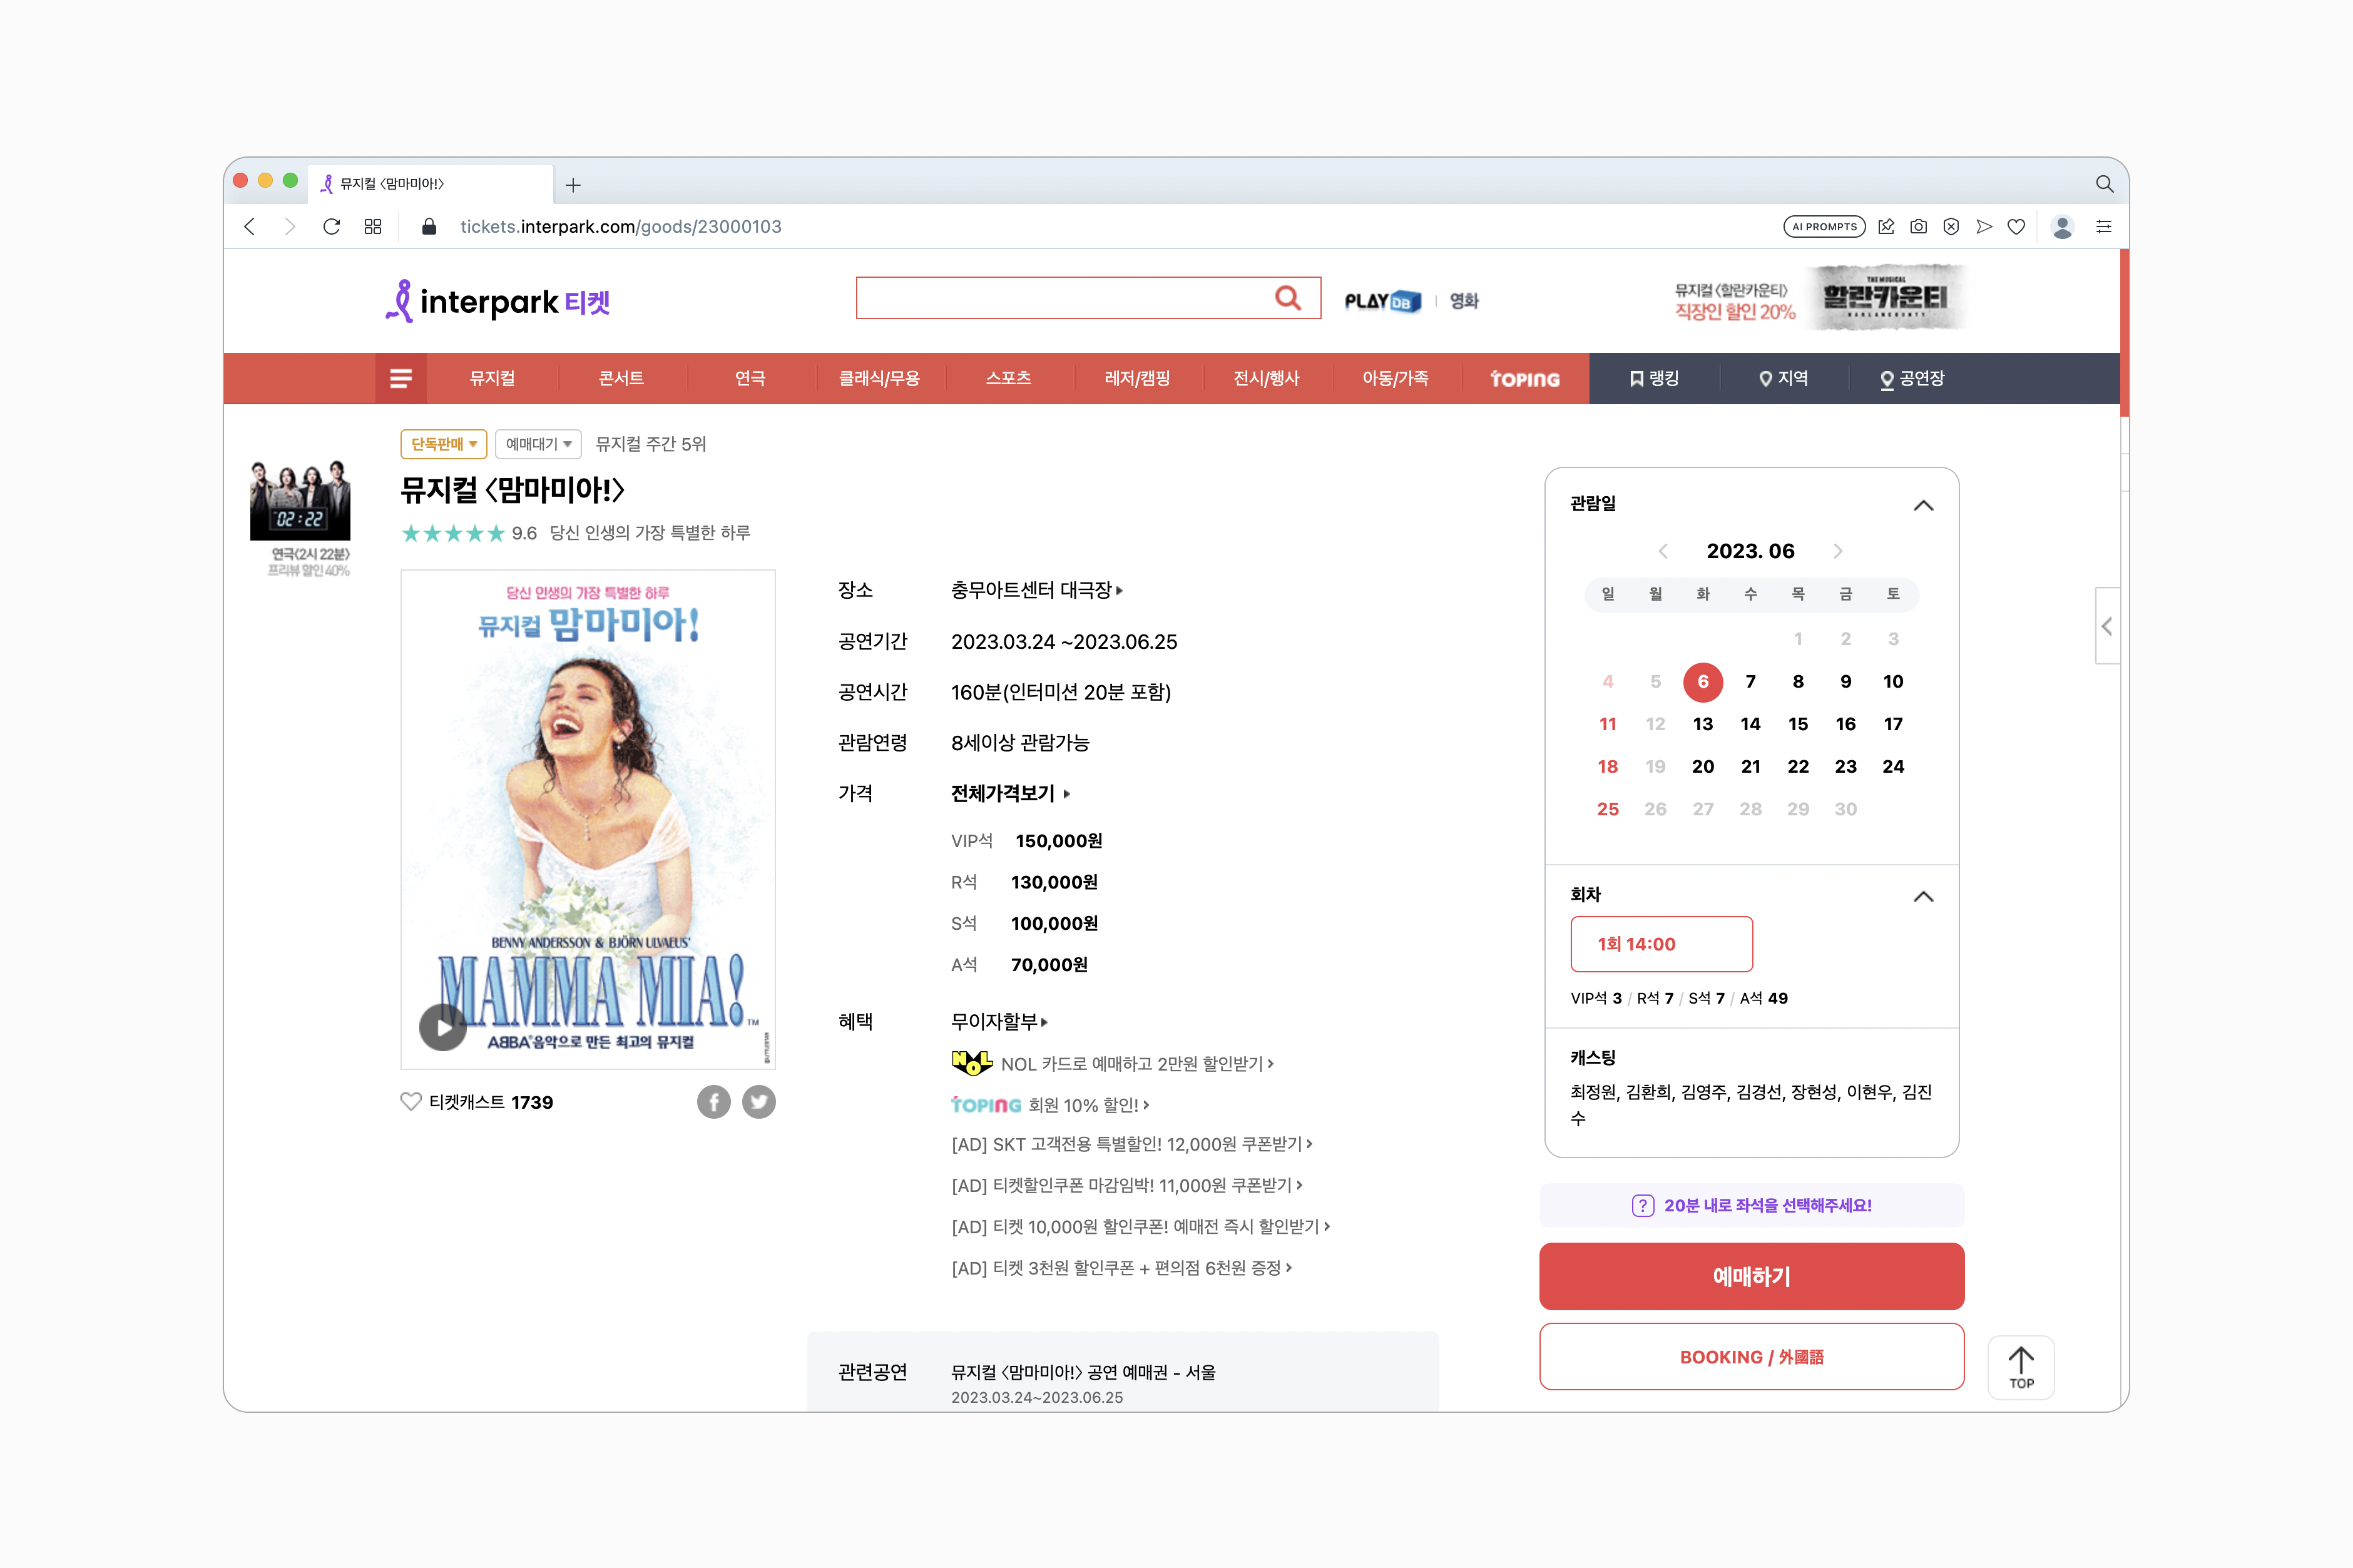 뮤지컬 〈맘마미아!〉
tickets.interpark.com/goods/23000103
AI PROMPTS
interpark 티켓
PLAY DB
영화
뮤지컬 〈할란카운티〉
직장인 할인 20%
THE MUSICAL
할란카운티
HARLAN COUNTY
뮤지컬
콘서트
연극
클래식/무용
스포츠
레저/캠핑
전시/행사
아동/가족
TOPING
랭킹
지역
공연장
02:22
연극〈2시 22분〉
프리뷰 할인 40%
단독판매
예매대기
뮤지컬 주간 5위
뮤지컬 〈맘마미아!〉
9.6 당신 인생의 가장 특별한 하루
당신 인생의 가장 특별한 하루
뮤지컬 맘마미아!
BENNY ANDERSSON & BJÖRN ULVAEUS'
MAMMA MIA!
TM
ABBA 음악으로 만든 최고의 뮤지컬
티켓캐스트 1739
장소 충무아트센터 대극장
공연기간 2023.03.24 ~2023.06.25
공연시간 160분(인터미션 20분 포함)
관람연령 8세이상 관람가능
가격 전체가격보기
VIP석 150,000원
R석 130,000원
S석 100,000원
A석 70,000원
혜택 무이자할부
NOL NOL 카드로 예매하고 2만원 할인받기
TOPING 회원 10% 할인!
[AD] SKT 고객전용 특별할인! 12,000원 쿠폰받기
[AD] 티켓할인쿠폰 마감임박! 11,000원 쿠폰받기
[AD] 티켓 10,000원 할인쿠폰! 예매전 즉시 할인받기
[AD] 티켓 3천원 할인쿠폰 + 편의점 6천원 증정
관련공연 뮤지컬 〈맘마미아!〉 공연 예매권 - 서울
2023.03.24~2023.06.25
관람일
2023. 06
일 월 화 수 목 금 토
1 2 3
4 5 6 7 8 9 10
11 12 13 14 15 16 17
18 19 20 21 22 23 24
25 26 27 28 29 30
회차
1회 14:00
VIP석 3 / R석 7 / S석 7 / A석 49
캐스팅
최정원, 김환희, 김영주, 김경선, 장현성, 이현우, 김진
수
? 20분 내로 좌석을 선택해주세요!
예매하기
BOOKING / 外國語
TOP